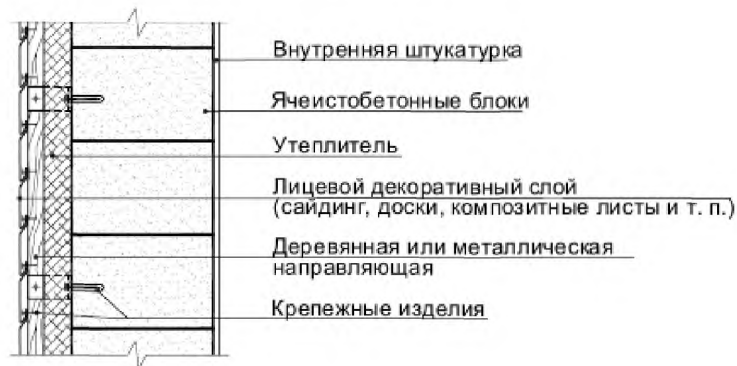 Внутренняя штукатурка
Ячеистобетонные блоки
Утеплитель
Лицевой декоративный слой
(сайдинг, доски, композитные листы и т. п.)
Деревянная или металлическая
направляющая
Крепежные изделия